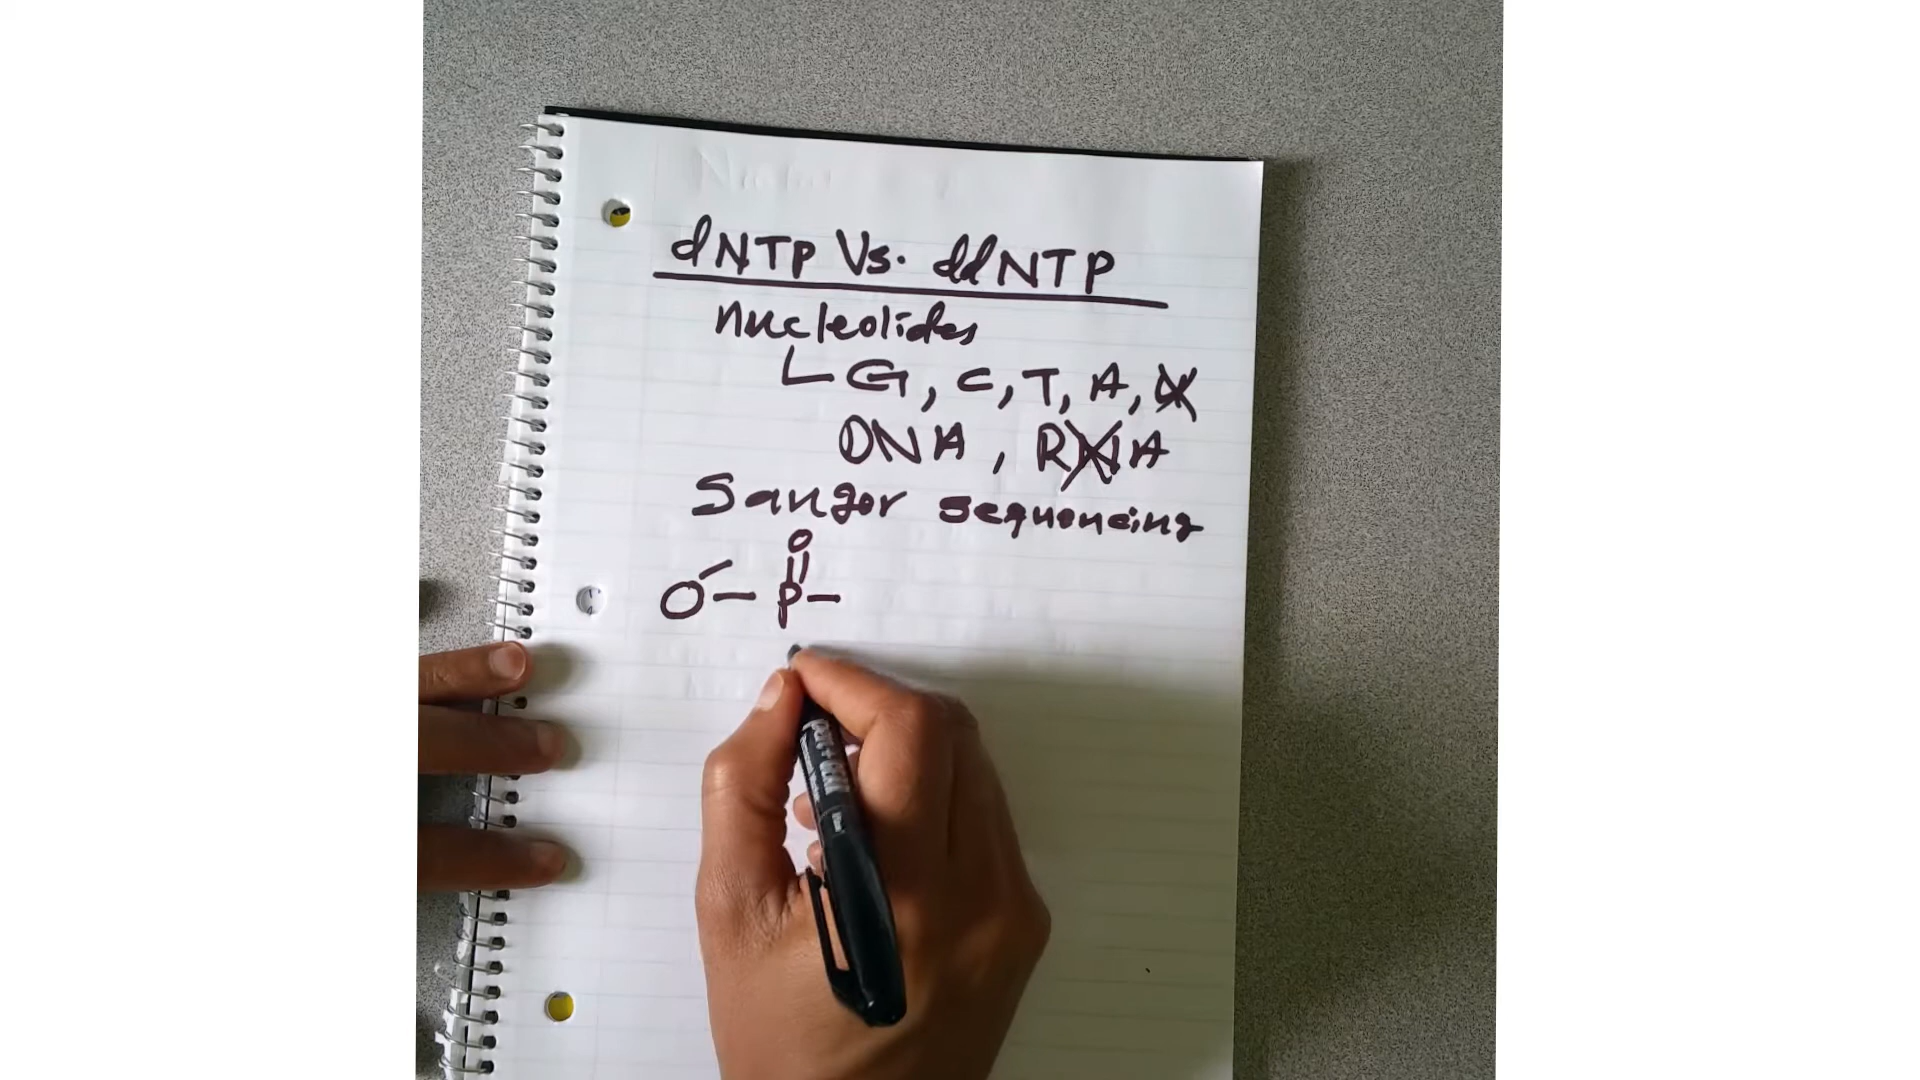 dNTP Vs. ddNTP
Nucleotides
G, C, T, A, U
DNA, RNA
Sanger sequencing
O
O- - P -